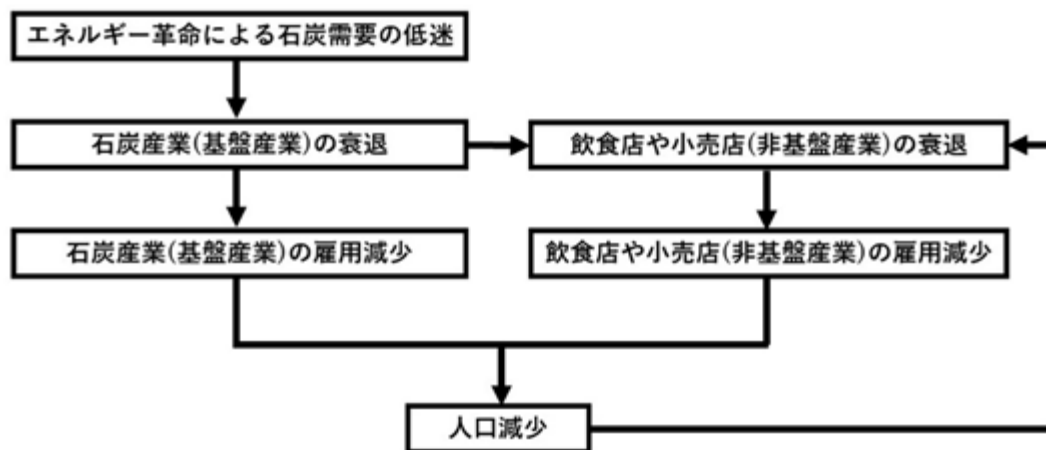 エネルギー革命による石炭需要の低迷
石炭産業(基盤産業)の衰退
飲食店や小売店(非基盤産業)の衰退
石炭産業(基盤産業)の雇用減少
飲食店や小売店(非基盤産業)の雇用減少
人口減少